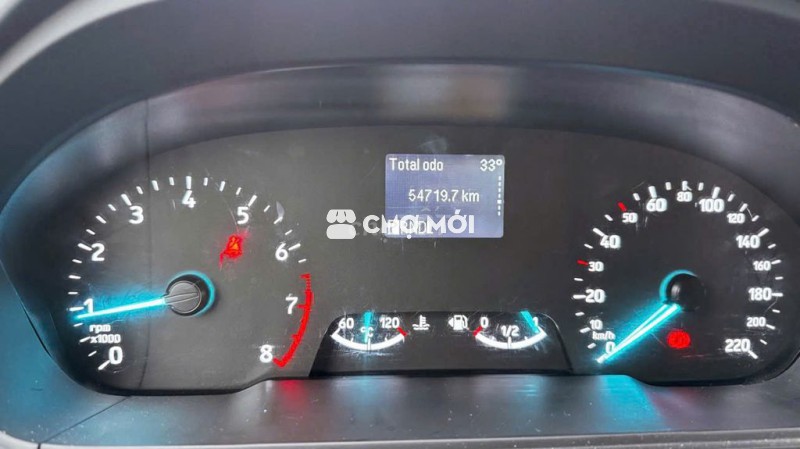 Total odo 33°
54719.7 km
CHỢ MỚI
0 1 2 3 4 5 6 7 8
rpm
x1000
60 °C 120
0 1/2 1
0 10 20 30 40 50 60 80 100 120 140 160 180 200 220
km/h